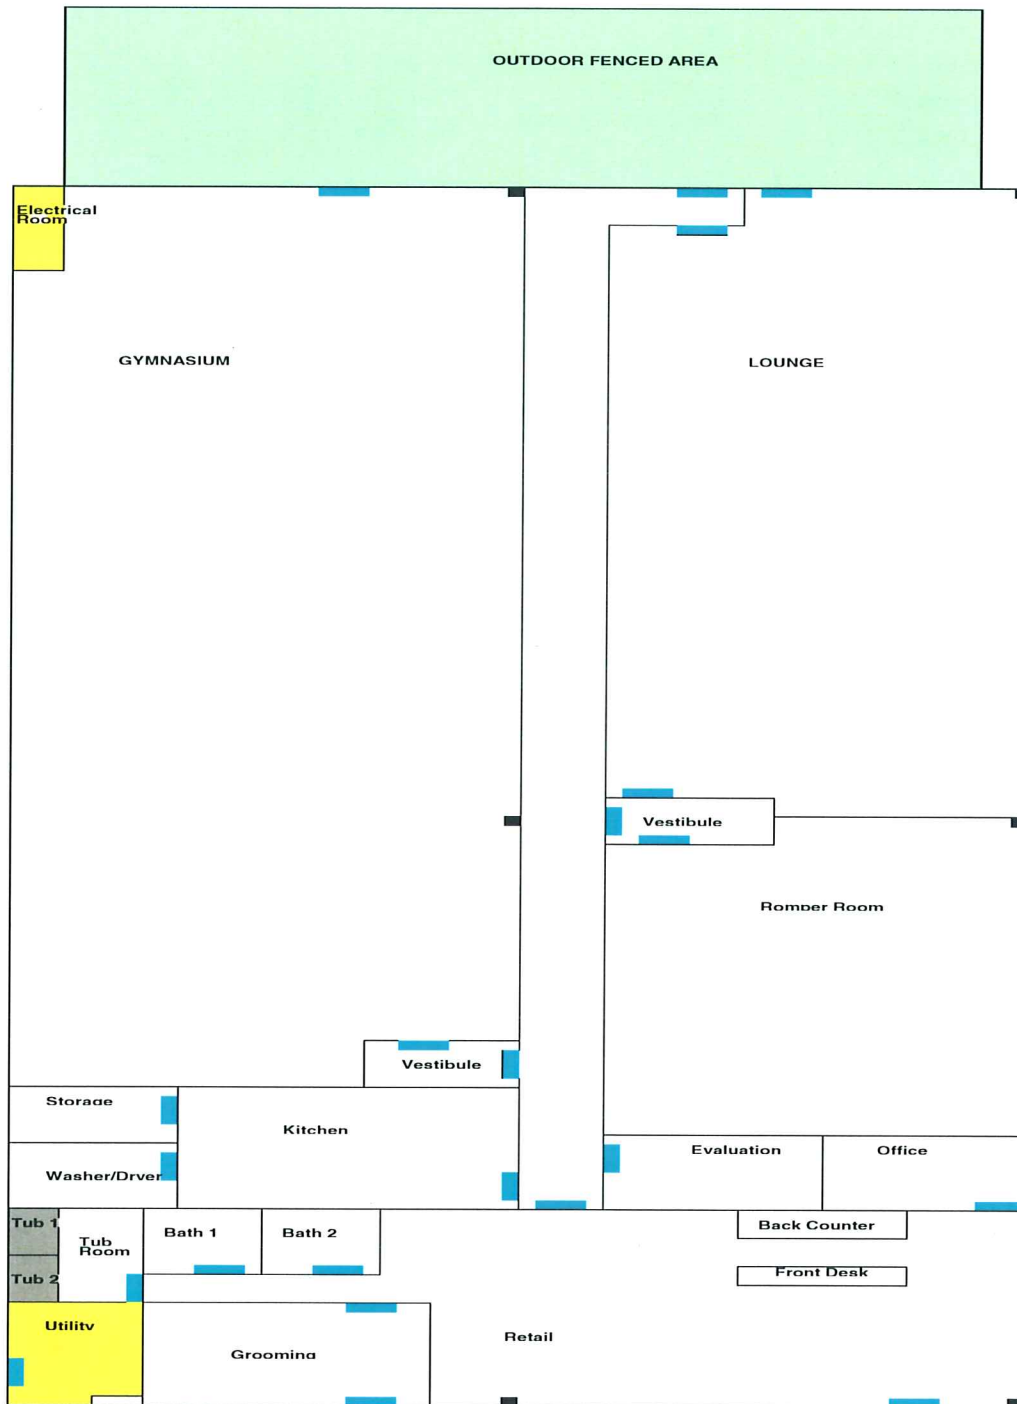 OUTDOOR FENCED AREA
Electrical
Room
GYMNASIUM
LOUNGE
Vestibule
Romper Room
Vestibule
Storage
Kitchen
Evaluation
Office
Washer/Dryer
Tub 1
Tub
Room
Bath 1
Bath 2
Back Counter
Tub 2
Front Desk
Utility
Retail
Grooming